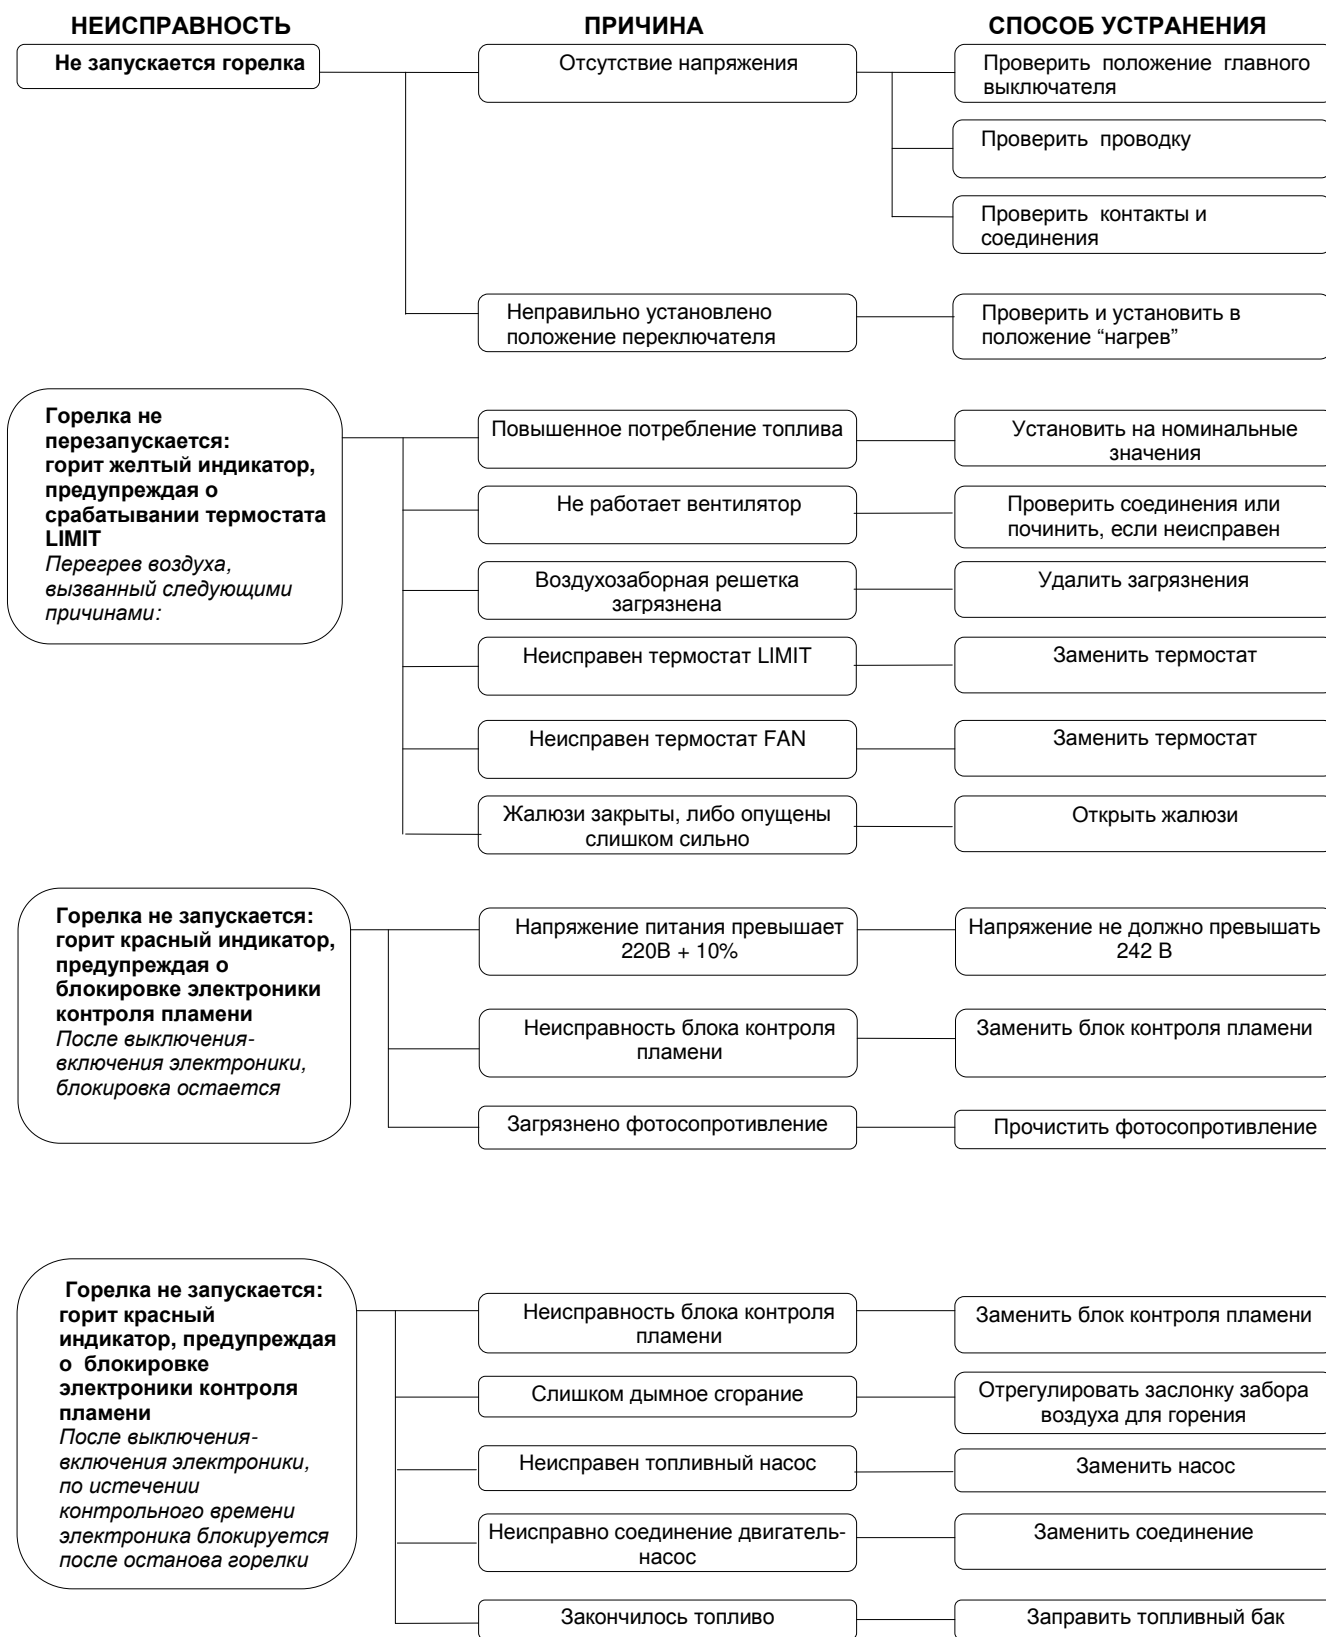 НЕИСПРАВНОСТЬ
ПРИЧИНА
СПОСОБ УСТРАНЕНИЯ
Не запускается горелка
Отсутствие напряжения
Проверить положение главного
выключателя
Проверить проводку
Проверить контакты и
соединения
Неправильно установлено
положение переключателя
Проверить и установить в
положение “нагрев”
Горелка не
перезапускается:
горит желтый индикатор,
предупреждая о
срабатывании термостата
LIMIT
Перегрев воздуха,
вызванный следующими
причинами:
Повышенное потребление топлива
Установить на номинальные
значения
Не работает вентилятор
Проверить соединения или
починить, если неисправен
Воздухозаборная решетка
загрязнена
Удалить загрязнения
Неисправен термостат LIMIT
Заменить термостат
Неисправен термостат FAN
Заменить термостат
Жалюзи закрыты, либо опущены
слишком сильно
Открыть жалюзи
Горелка не запускается:
горит красный индикатор,
предупреждая о
блокировке электроники
контроля пламени
После выключения-
включения электроники,
блокировка остается
Напряжение питания превышает
220В + 10%
Напряжение не должно превышать
242 В
Неисправность блока контроля
пламени
Заменить блок контроля пламени
Загрязнено фотосопротивление
Прочистить фотосопротивление
Горелка не запускается:
горит красный
индикатор, предупреждая
о блокировке
электроники контроля
пламени
После выключения-
включения электроники,
по истечении
контрольного времени
электроника блокируется
после останова горелки
Неисправность блока контроля
пламени
Заменить блок контроля пламени
Слишком дымное сгорание
Отрегулировать заслонку забора
воздуха для горения
Неисправен топливный насос
Заменить насос
Неисправно соединение двигатель-
насос
Заменить соединение
Закончилось топливо
Заправить топливный бак